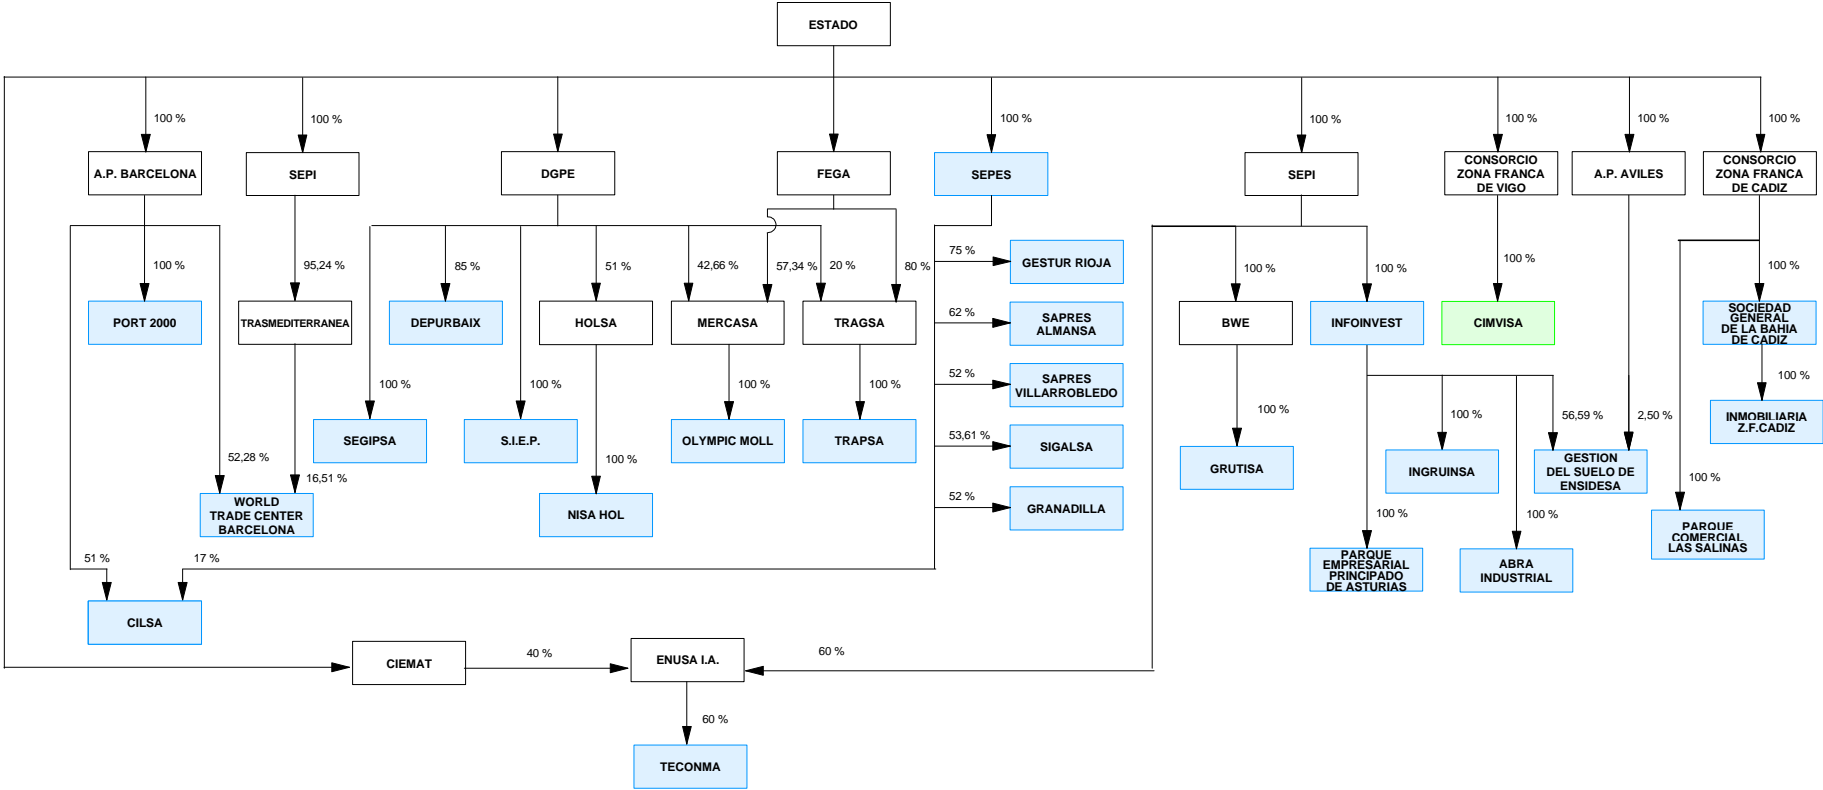 ESTADO
100 %
100 %
100 %
100 %
100 %
100 %
100 %
A.P. BARCELONA
SEPI
DGPE
FEGA
SEPES
SEPI
CONSORCIO
ZONA FRANCA
DE VIGO
A.P. AVILES
CONSORCIO
ZONA FRANCA
DE CADIZ
100 %
95,24 %
85 %
51 %
42,66 %
57,34 %
20 %
80 %
75 %
GESTUR RIOJA
100 %
100 %
100 %
100 %
PORT 2000
TRASMEDITERRANEA
DEPURBAIX
HOLSA
MERCASA
TRAGSA
62 %
SAPRES
ALMANSA
BWE
INFOINVEST
CIMVISA
SOCIEDAD
GENERAL
DE LA BAHIA
DE CADIZ
100 %
100 %
100 %
100 %
52 %
SAPRES
VILLARROBLEDO
100 %
SEGIPSA
S.I.E.P.
OLYMPIC MOLL
TRAPSA
53,61 %
SIGALSA
100 %
100 %
56,59 %
2,50 %
INMOBILIARIA
Z.F.CADIZ
52,28 %
16,51 %
100 %
GRUTISA
INGRUINSA
GESTION
DEL SUELO DE
ENSIDESA
100 %
WORLD
TRADE CENTER
BARCELONA
NISA HOL
52 %
GRANADILLA
100 %
100 %
PARQUE
COMERCIAL
LAS SALINAS
51 %
17 %
PARQUE
EMPRESARIAL
PRINCIPADO
DE ASTURIAS
ABRA
INDUSTRIAL
CILSA
CIEMAT
40 %
ENUSA I.A.
60 %
60 %
TECONMA